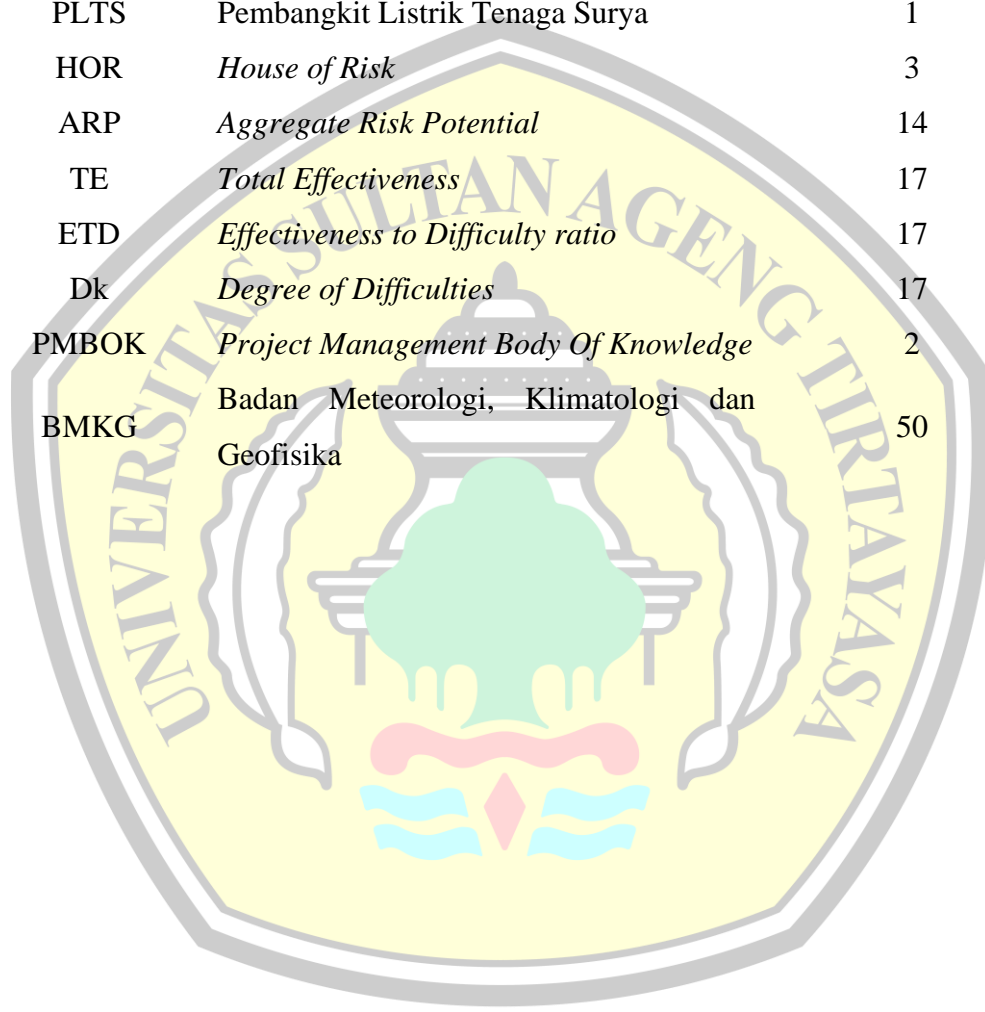 PLTS Pembangkit Listrik Tenaga Surya 1
HOR House of Risk 3
ARP Aggregate Risk Potential 14
TE Total Effectiveness 17
ETD Effectiveness to Difficulty ratio 17
Dk Degree of Difficulties 17
PMBOK Project Management Body Of Knowledge 2
BMKG Badan Meteorologi, Klimatologi dan 50
Geofisika
UNIVERSITAS SULTAN AGENG TIRTAYASA